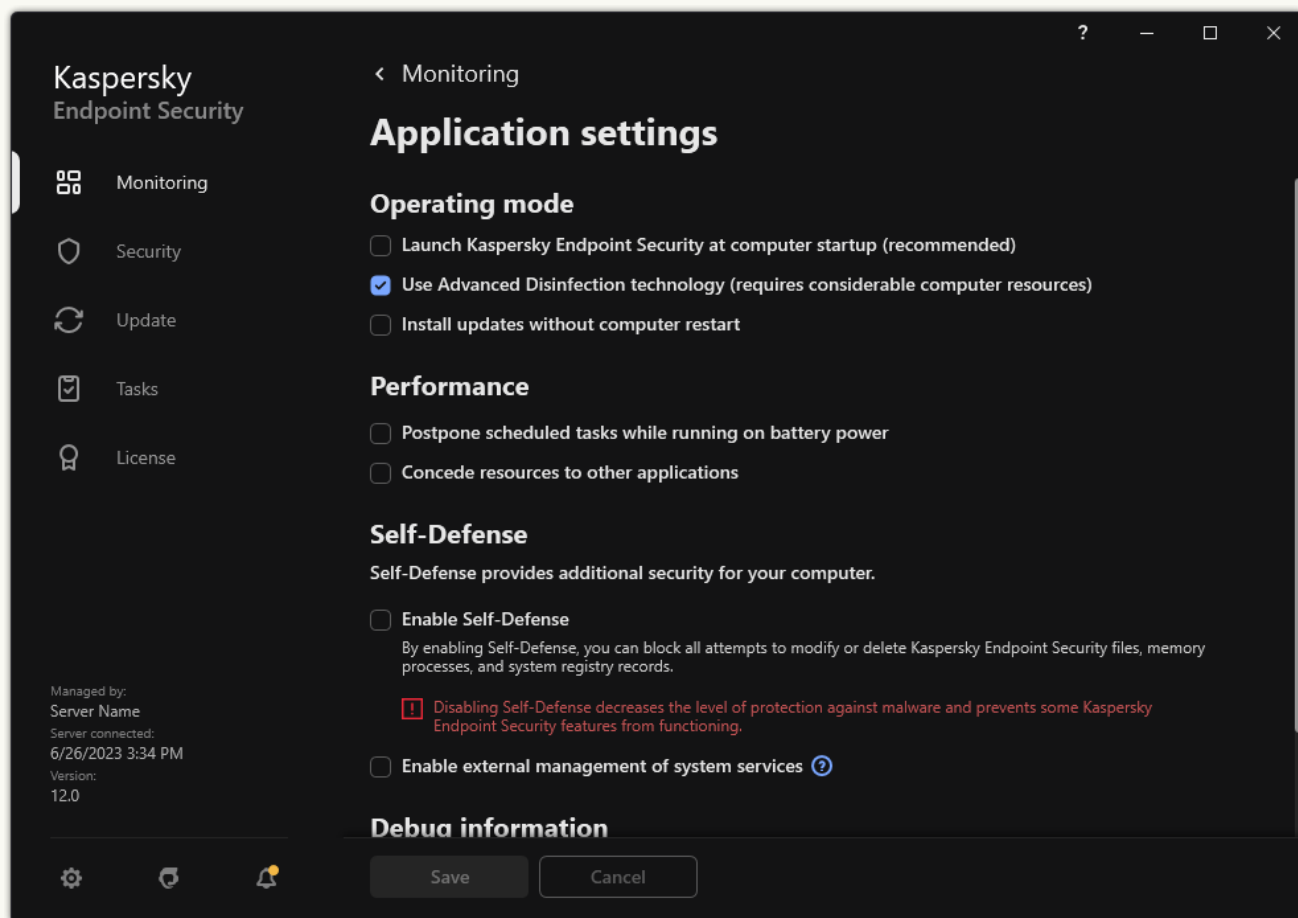 ?
Kaspersky
Endpoint Security
Monitoring
Security
Update
Tasks
License
Managed by:
Server Name
Server connected:
6/26/2023 3:34 PM
Version:
12.0
Monitoring
Application settings
Operating mode
Launch Kaspersky Endpoint Security at computer startup (recommended)
Use Advanced Disinfection technology (requires considerable computer resources)
Install updates without computer restart
Performance
Postpone scheduled tasks while running on battery power
Concede resources to other applications
Self-Defense
Self-Defense provides additional security for your computer.
Enable Self-Defense
By enabling Self-Defense, you can block all attempts to modify or delete Kaspersky Endpoint Security files, memory
processes, and system registry records.
! Disabling Self-Defense decreases the level of protection against malware and prevents some Kaspersky
Endpoint Security features from functioning.
Enable external management of system services ?
Debug information
Save
Cancel